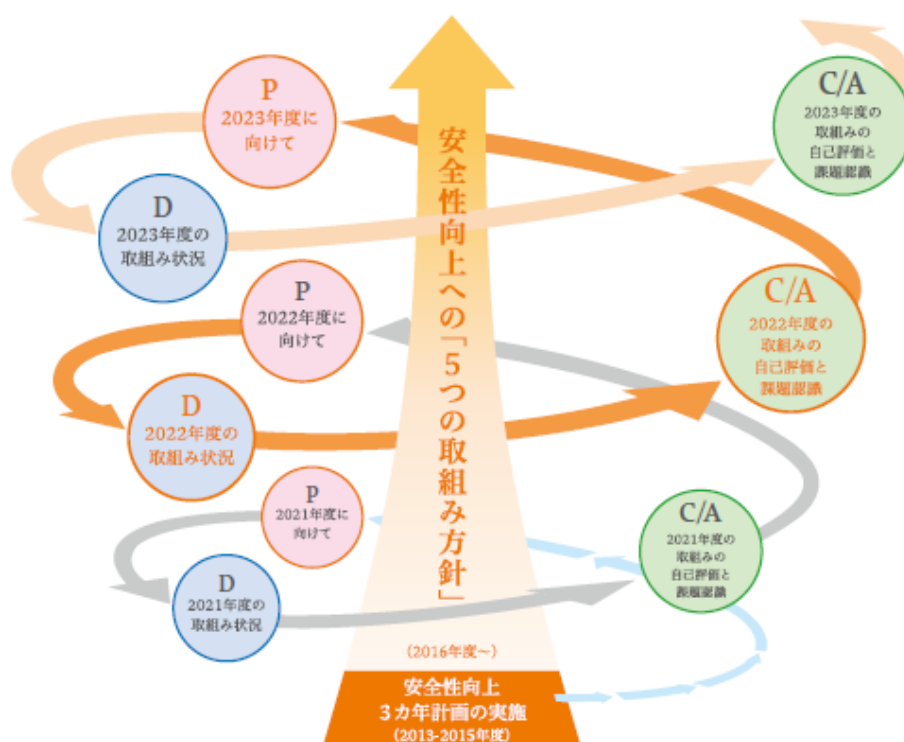 P
2023年度に
向けて
C/A
2023年度の
取組みの
自己評価と
課題認識
D
2023年度の
取組み状況
安全性向上への「5つの取組み方針」
P
2022年度に
向けて
C/A
2022年度の
取組みの
自己評価と
課題認識
D
2022年度の
取組み状況
P
2021年度に
向けて
C/A
2021年度の
取組みの
自己評価と
課題認識
D
2021年度の
取組み状況
(2016年度~)
安全性向上
3カ年計画の実施
(2013-2015年度)